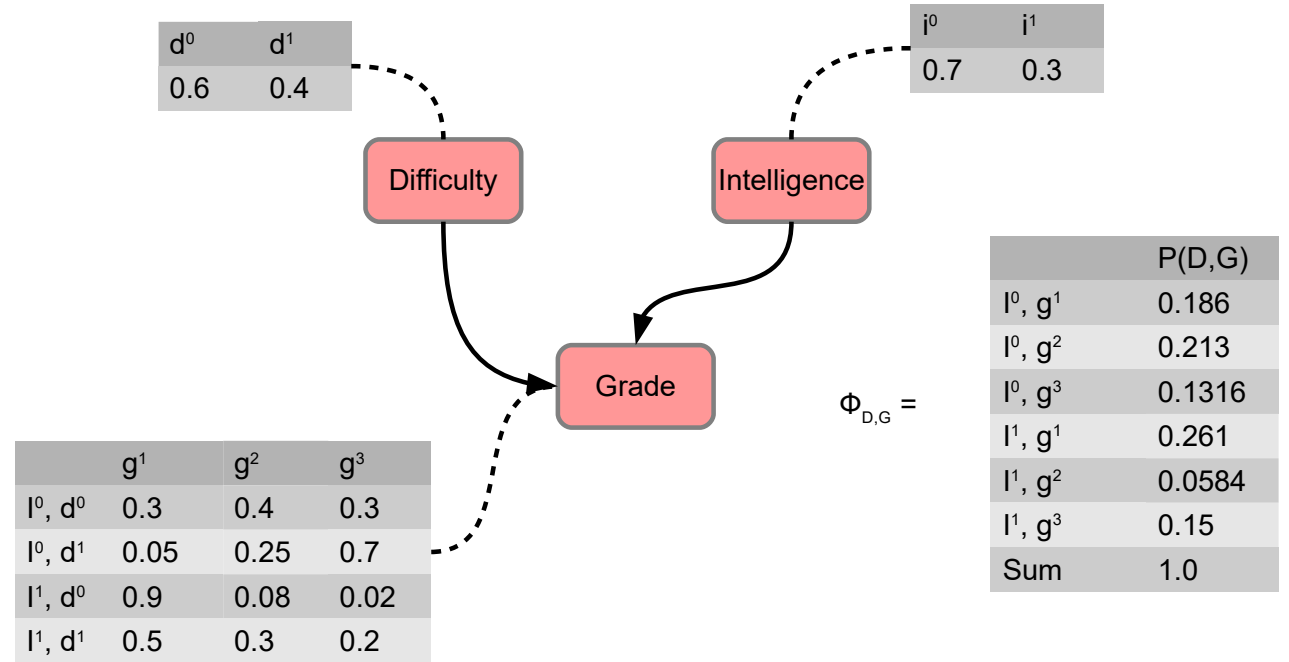 d⁰ d¹
0.6 0.4
i⁰ i¹
0.7 0.3
Difficulty
Intelligence
Grade
g¹ g² g³
I⁰, d⁰ 0.3 0.4 0.3
I⁰, d¹ 0.05 0.25 0.7
I¹, d⁰ 0.9 0.08 0.02
I¹, d¹ 0.5 0.3 0.2
Φ_D,G =
P(D,G)
I⁰, g¹ 0.186
I⁰, g² 0.213
I⁰, g³ 0.1316
I¹, g¹ 0.261
I¹, g² 0.0584
I¹, g³ 0.15
Sum 1.0